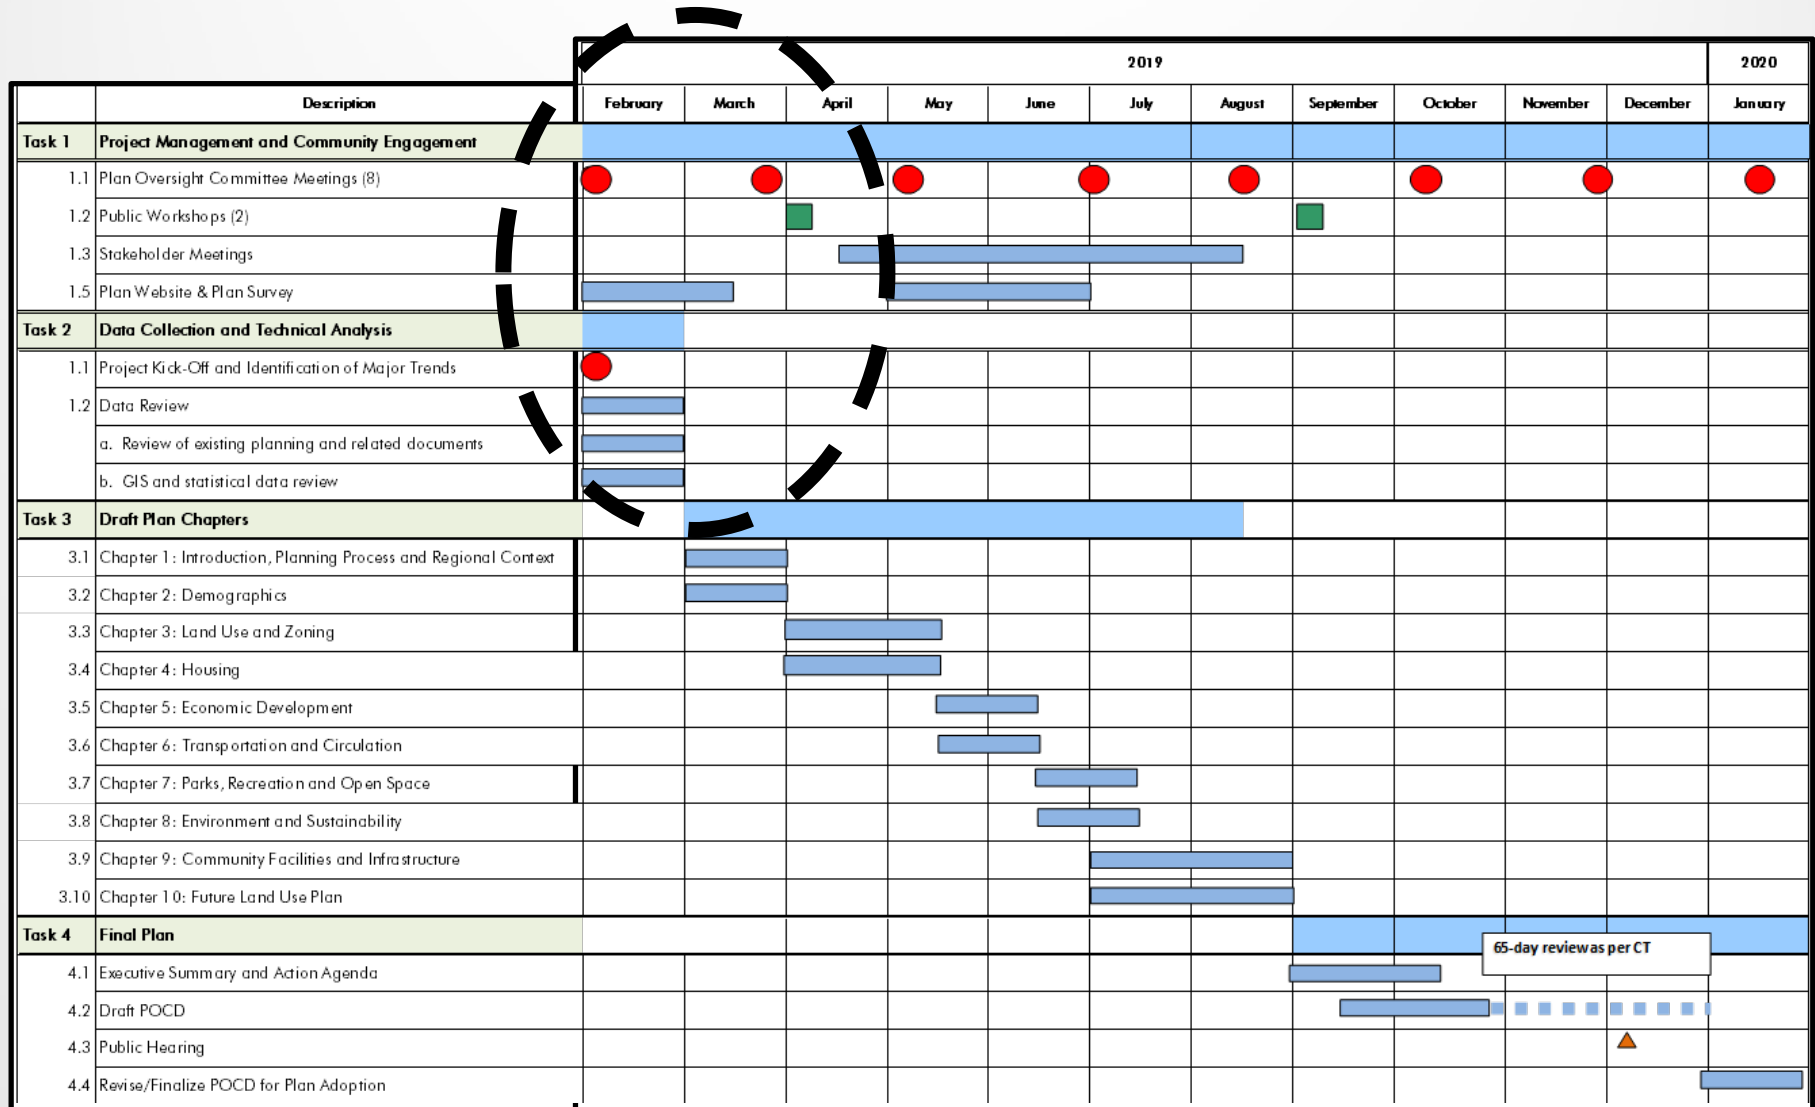 2019 2020
Description February March April May June July August September October November December January
Task 1 Project Management and Community Engagement
1.1 Plan Oversight Committee Meetings (8)
1.2 Public Workshops (2)
1.3 Stakeholder Meetings
1.5 Plan Website & Plan Survey
Task 2 Data Collection and Technical Analysis
1.1 Project Kick-Off and Identification of Major Trends
1.2 Data Review
a. Review of existing planning and related documents
b. GIS and statistical data review
Task 3 Draft Plan Chapters
3.1 Chapter 1: Introduction, Planning Process and Regional Context
3.2 Chapter 2: Demographics
3.3 Chapter 3: Land Use and Zoning
3.4 Chapter 4: Housing
3.5 Chapter 5: Economic Development
3.6 Chapter 6: Transportation and Circulation
3.7 Chapter 7: Parks, Recreation and Open Space
3.8 Chapter 8: Environment and Sustainability
3.9 Chapter 9: Community Facilities and Infrastructure
3.10 Chapter 10: Future Land Use Plan
Task 4 Final Plan
65-day review as per CT
4.1 Executive Summary and Action Agenda
4.2 Draft POCD
4.3 Public Hearing
4.4 Revise/Finalize POCD for Plan Adoption